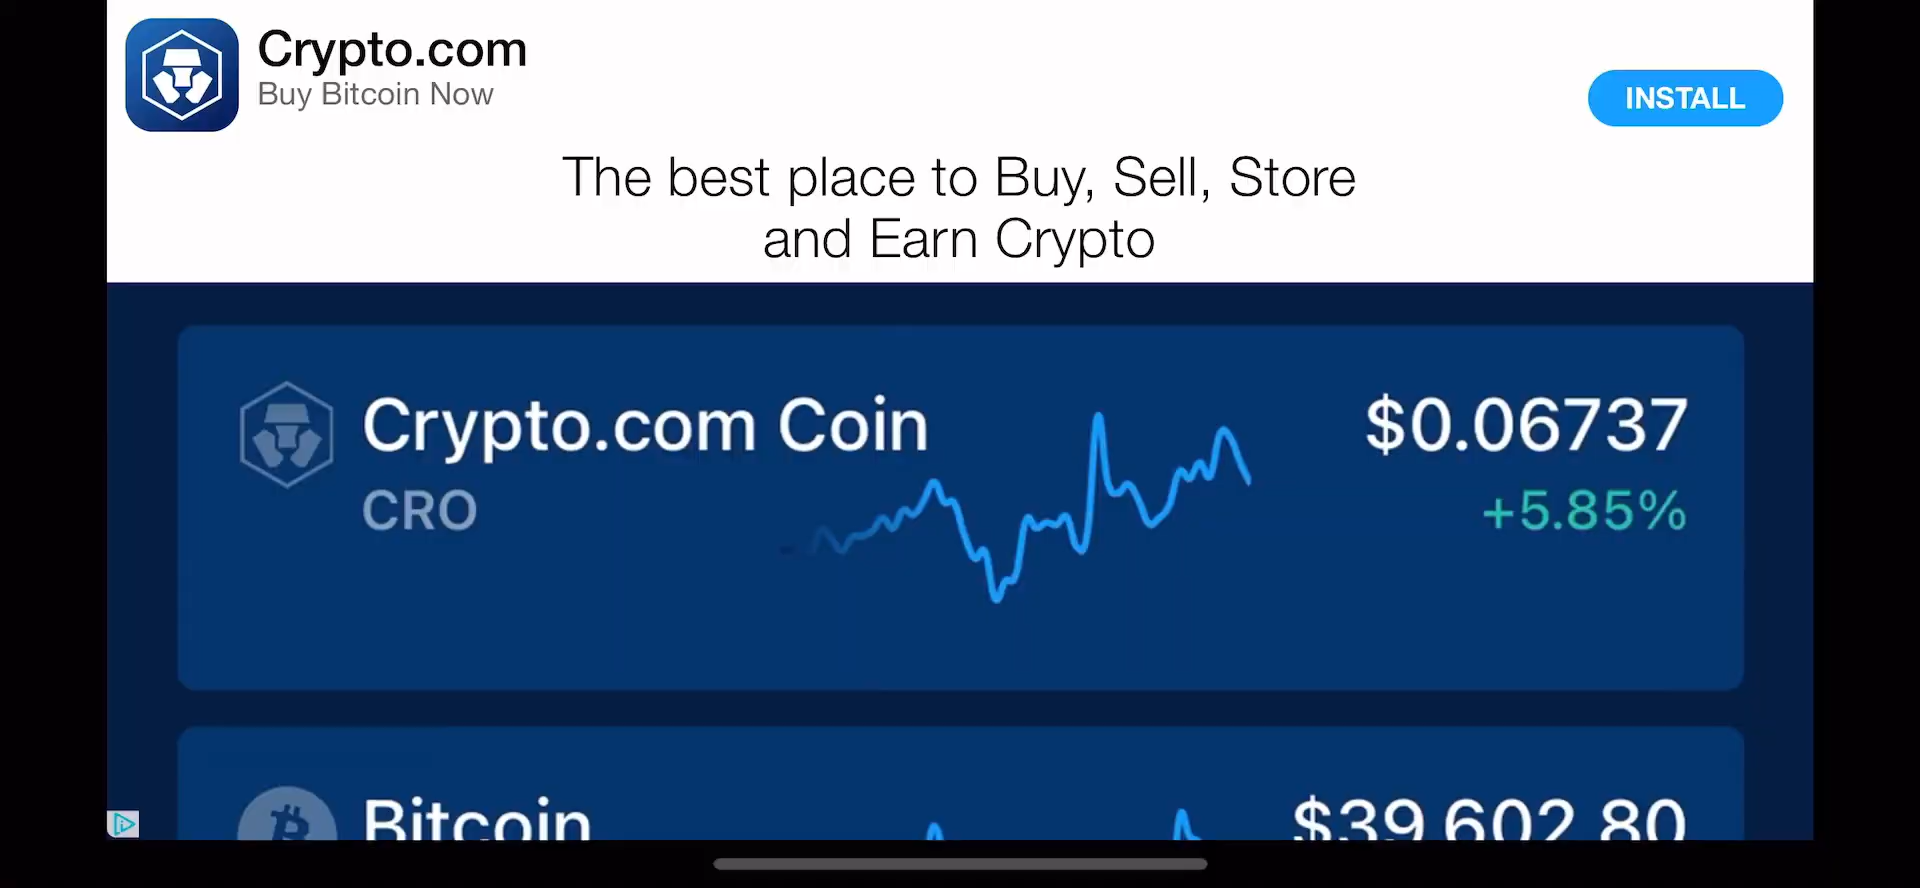 Crypto.com
Buy Bitcoin Now
INSTALL
The best place to Buy, Sell, Store
and Earn Crypto
Crypto.com Coin
$0.06737
CRO
+5.85%
Bitcoin
$39,602.80